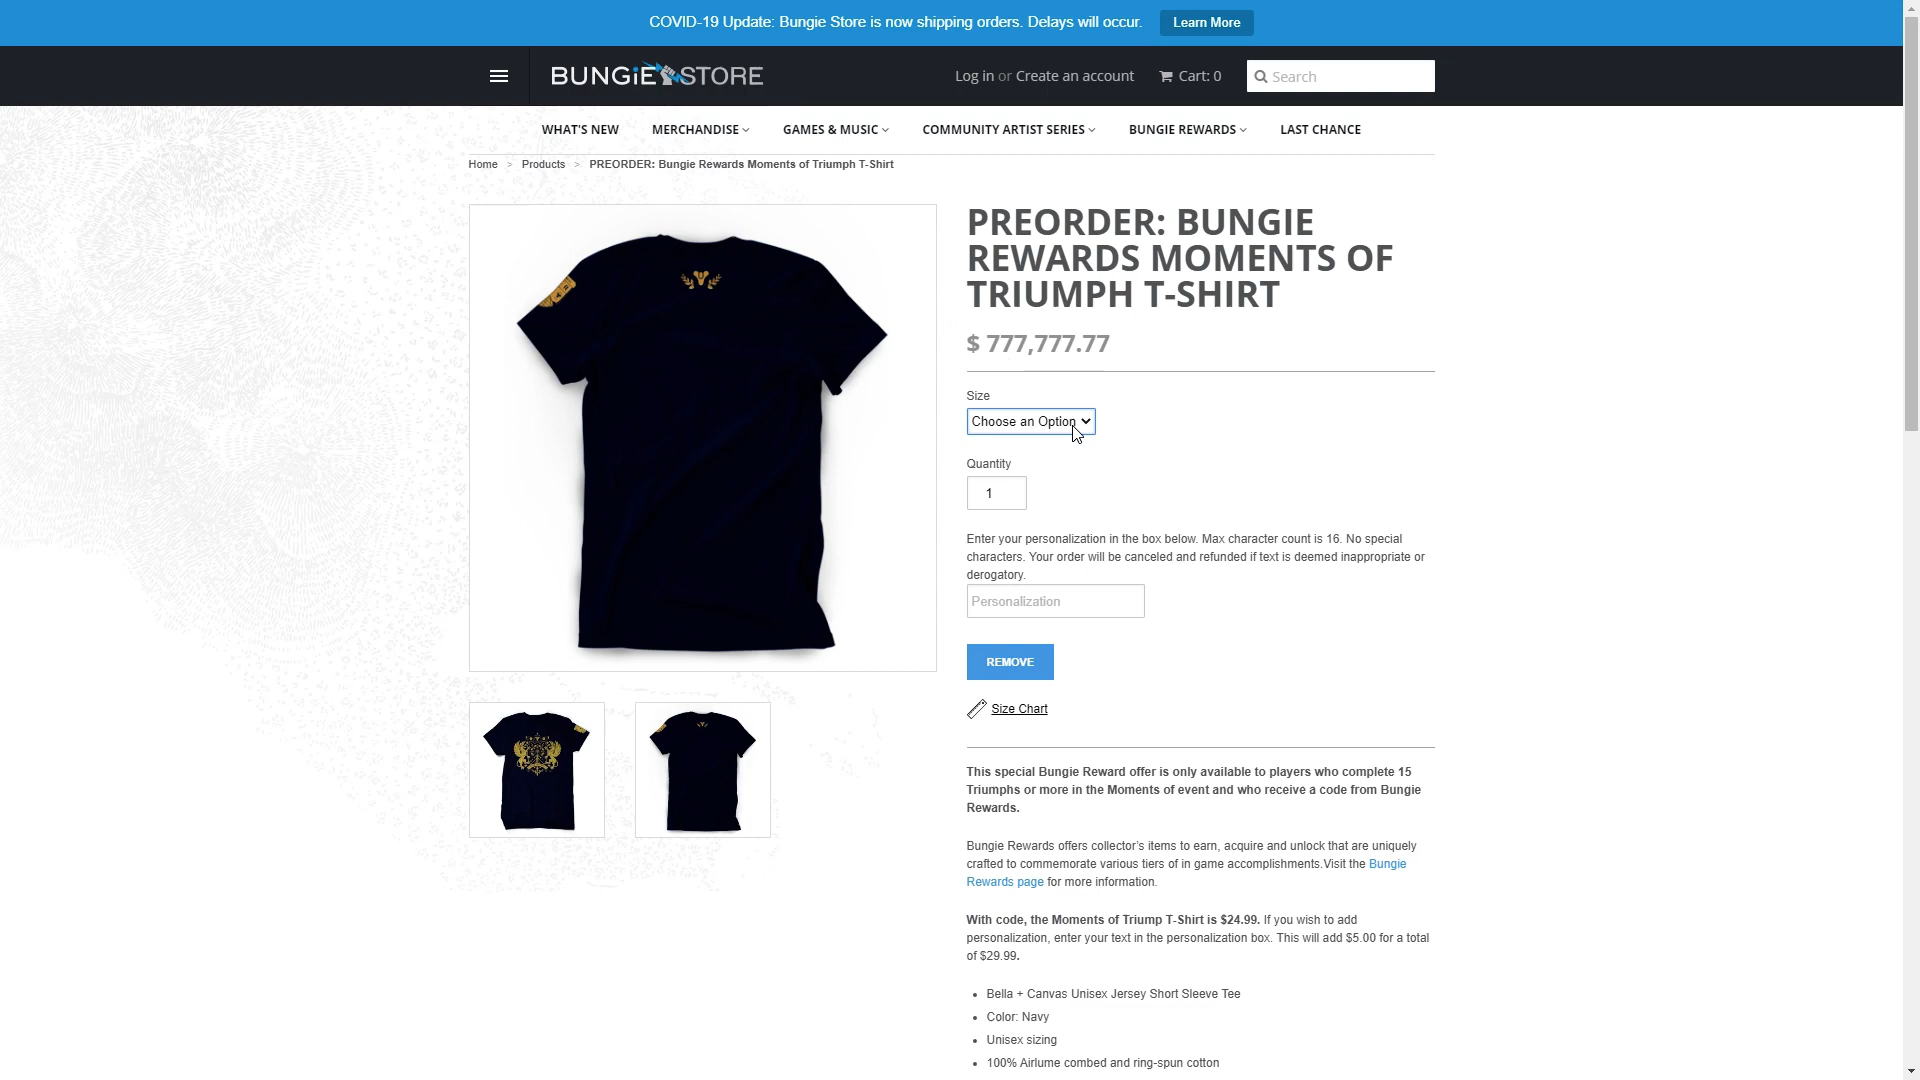 COVID-19 Update: Bungie Store is now shipping orders. Delays will occur. Learn More
BUNGiE STORE
Log in or Create an account
Cart: 0
Search
WHAT'S NEW MERCHANDISE GAMES & MUSIC COMMUNITY ARTIST SERIES BUNGIE REWARDS LAST CHANCE
Home > Products > PREORDER: Bungie Rewards Moments of Triumph T-Shirt
PREORDER: BUNGIE
REWARDS MOMENTS OF
TRIUMPH T-SHIRT
$ 777,777.77
Size
Choose an Option
Quantity
1
Enter your personalization in the box below. Max character count is 16. No special
characters. Your order will be canceled and refunded if text is deemed inappropriate or
derogatory.
Personalization
REMOVE
Size Chart
This special Bungie Reward offer is only available to players who complete 15
Triumphs or more in the Moments of event and who receive a code from Bungie
Rewards.
Bungie Rewards offers collector's items to earn, acquire and unlock that are uniquely
crafted to commemorate various tiers of in game accomplishments.Visit the Bungie
Rewards page for more information.
With code, the Moments of Triump T-Shirt is $24.99. If you wish to add
personalization, enter your text in the personalization box. This will add $5.00 for a total
of $29.99.
• Bella + Canvas Unisex Jersey Short Sleeve Tee
• Color: Navy
• Unisex sizing
• 100% Airlume combed and ring-spun cotton